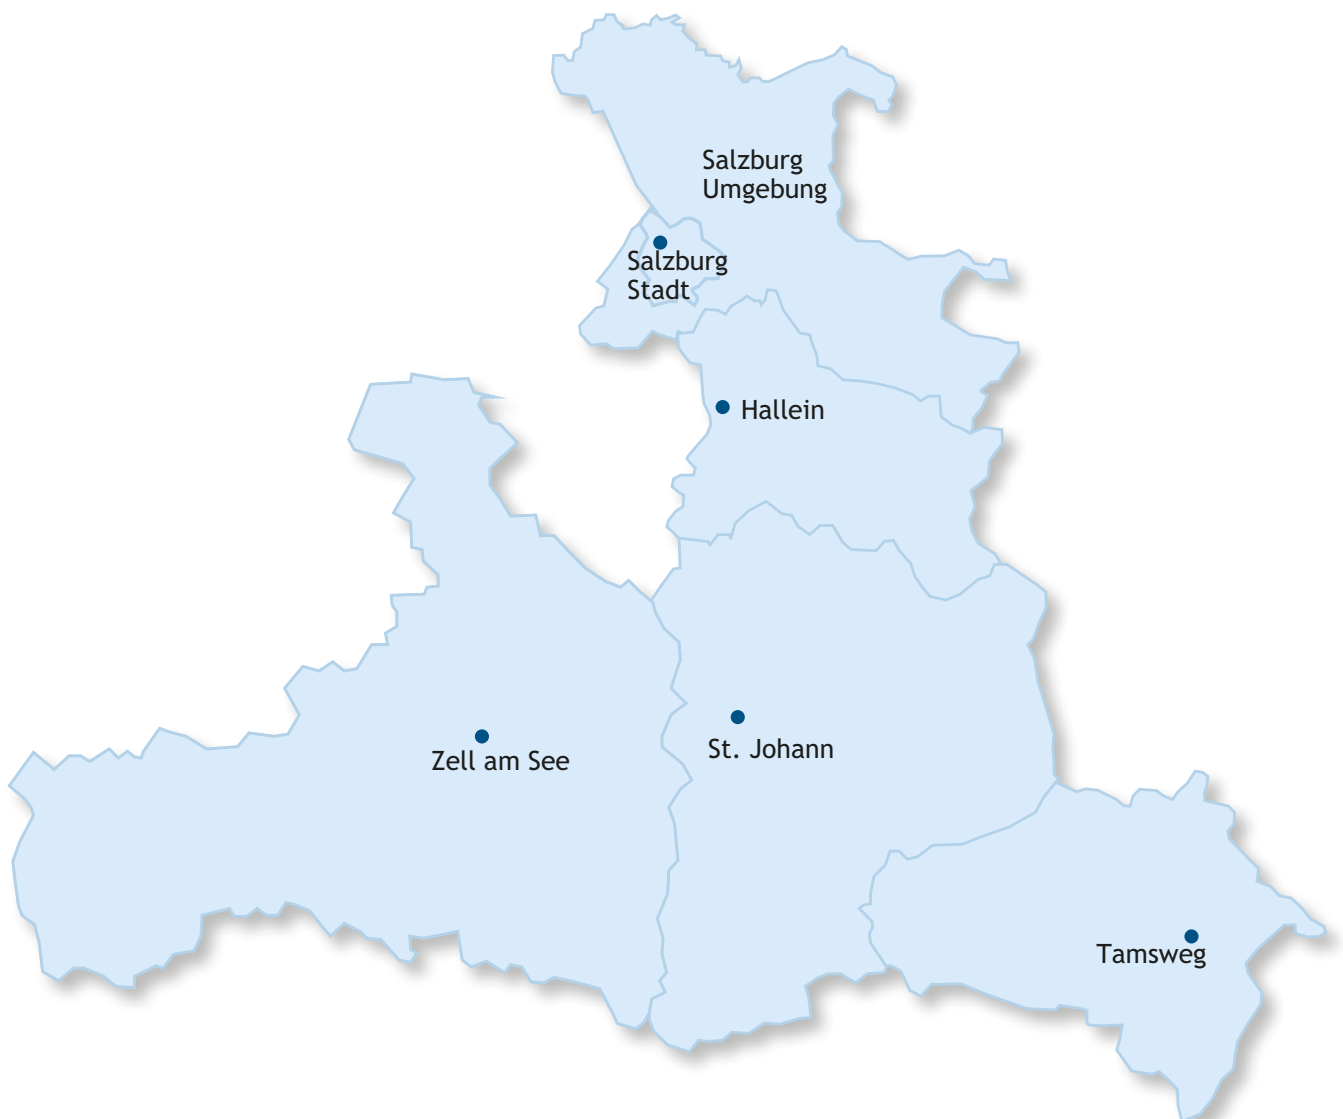 Salzburg
Umgebung
Salzburg
Stadt
Hallein
St. Johann
Zell am See
Tamsweg